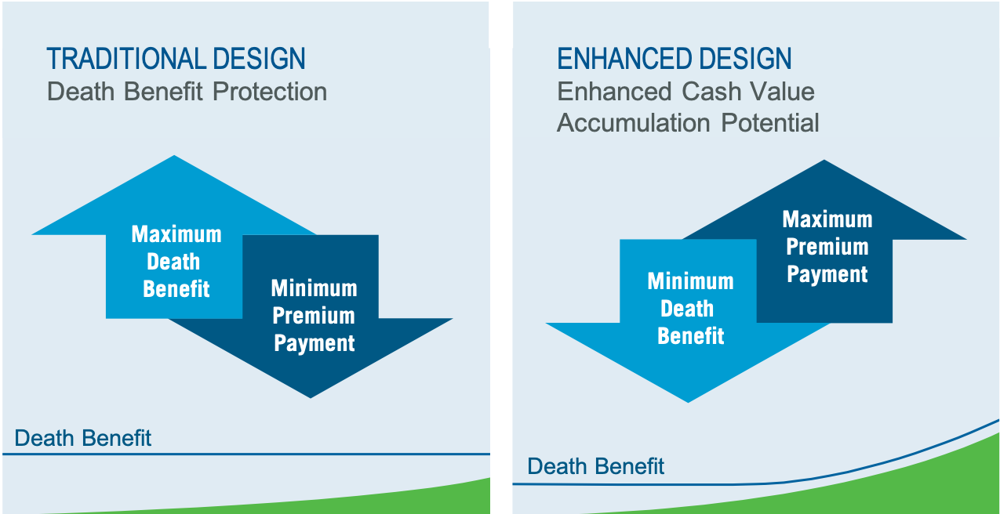 TRADITIONAL DESIGN
Death Benefit Protection
Maximum
Death
Benefit
Minimum
Premium
Payment
Death Benefit
ENHANCED DESIGN
Enhanced Cash Value
Accumulation Potential
Maximum
Premium
Payment
Minimum
Death
Benefit
Death Benefit